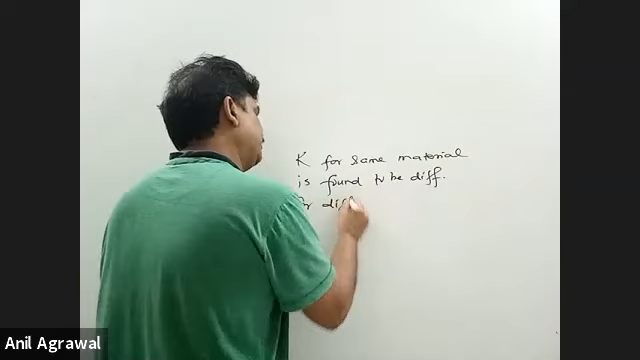 K for same material
is found to be diff.
for diff
Anil Agrawal